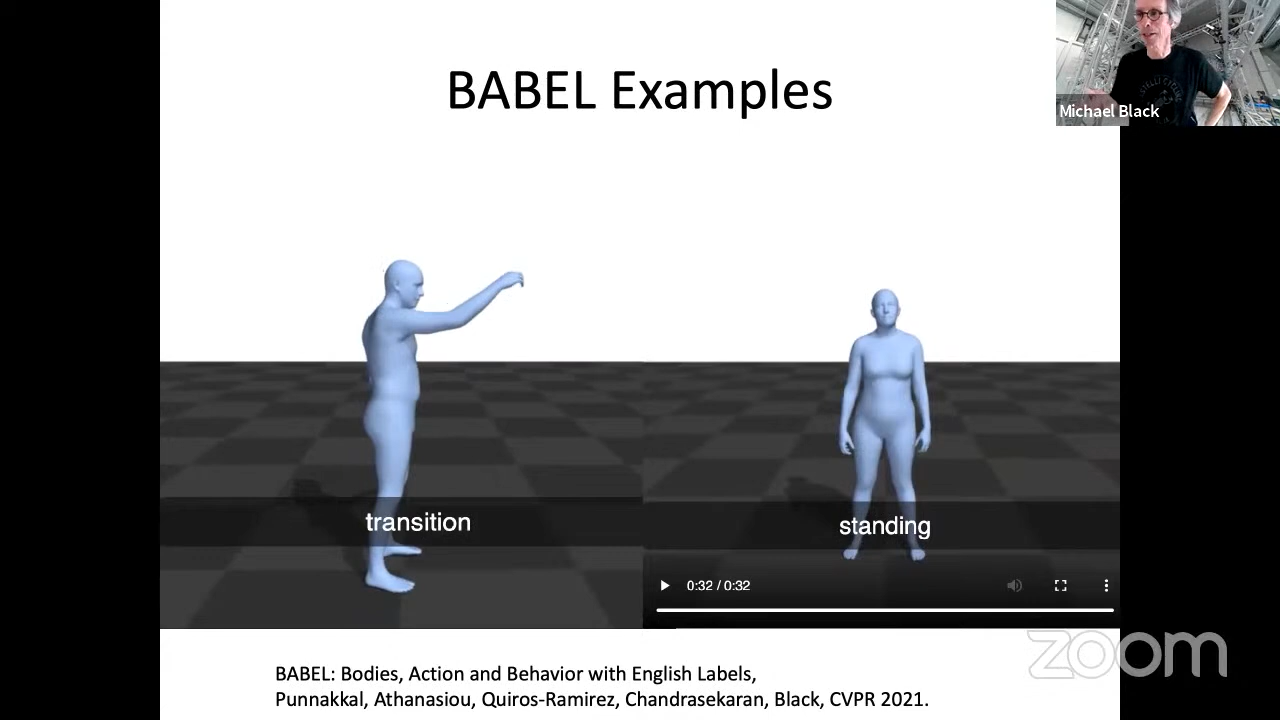 BABEL Examples
Michael Black
transition
standing
0:32 / 0:32
zoom
BABEL: Bodies, Action and Behavior with English Labels,
Punnakkal, Athanasiou, Quiros-Ramirez, Chandrasekaran, Black, CVPR 2021.